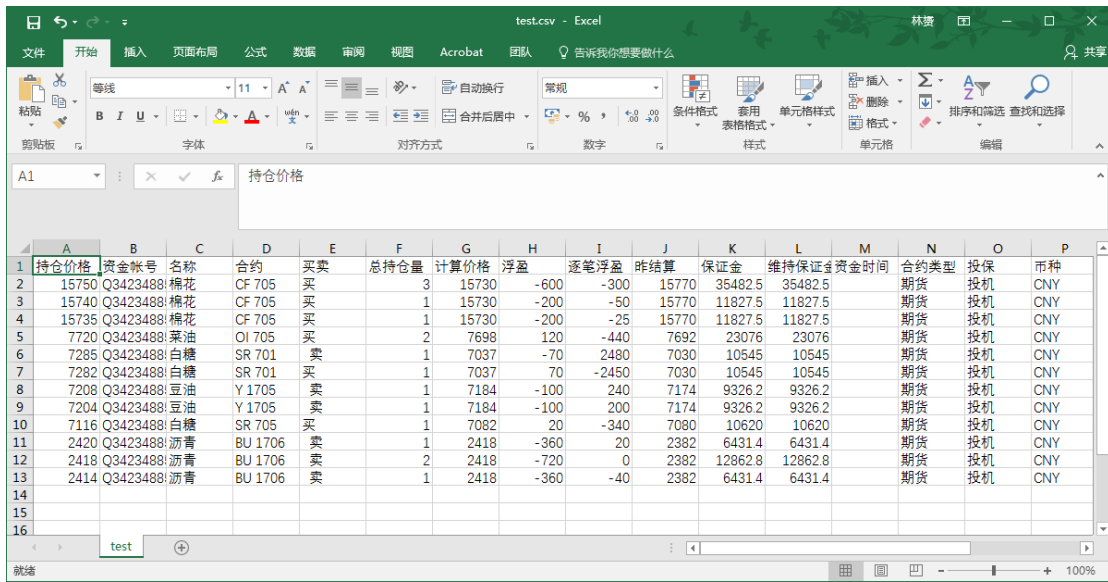 test.csv - Excel 林赟
文件 开始 插入 页面布局 公式 数据 审阅 视图 Acrobat 团队 告诉我你想要做什么 共享
等线 11 A A 自动换行 常规 插入
粘贴 B I U A wén 文 合并后居中 % 条件格式 套用 表格格式 单元格样式 删除 格式 排序和筛选 查找和选择
剪贴板 字体 对齐方式 数字 样式 单元格 编辑
A1 fx 持仓价格
A B C D E F G H I J K L M N O P
1 持仓价格 资金帐号 名称 合约 买卖 总持仓量 计算价格 浮盈 逐笔浮盈 昨结算 保证金 维持保证金 资金时间 合约类型 投保 币种
2 15750 Q3423488 棉花 CF 705 买 3 15730 -600 -300 15770 35482.5 35482.5 期货 投机 CNY
3 15740 Q3423488 棉花 CF 705 买 1 15730 -200 -50 15770 11827.5 11827.5 期货 投机 CNY
4 15735 Q3423488 棉花 CF 705 买 1 15730 -200 -25 15770 11827.5 11827.5 期货 投机 CNY
5 7720 Q3423488 菜油 OI 705 买 2 7698 120 -440 7692 23076 23076 期货 投机 CNY
6 7285 Q3423488 白糖 SR 701 卖 1 7037 -70 2480 7030 10545 10545 期货 投机 CNY
7 7282 Q3423488 白糖 SR 701 买 1 7037 70 -2450 7030 10545 10545 期货 投机 CNY
8 7208 Q3423488 豆油 Y 1705 卖 1 7184 -100 240 7174 9326.2 9326.2 期货 投机 CNY
9 7204 Q3423488 豆油 Y 1705 卖 1 7184 -100 200 7174 9326.2 9326.2 期货 投机 CNY
10 7116 Q3423488 白糖 SR 705 买 1 7082 20 -340 7080 10620 10620 期货 投机 CNY
11 2420 Q3423488 沥青 BU 1706 卖 1 2418 -360 20 2382 6431.4 6431.4 期货 投机 CNY
12 2418 Q3423488 沥青 BU 1706 卖 2 2418 -720 0 2382 12862.8 12862.8 期货 投机 CNY
13 2414 Q3423488 沥青 BU 1706 卖 1 2418 -360 -40 2382 6431.4 6431.4 期货 投机 CNY
14
15
16
test
就绪 100%